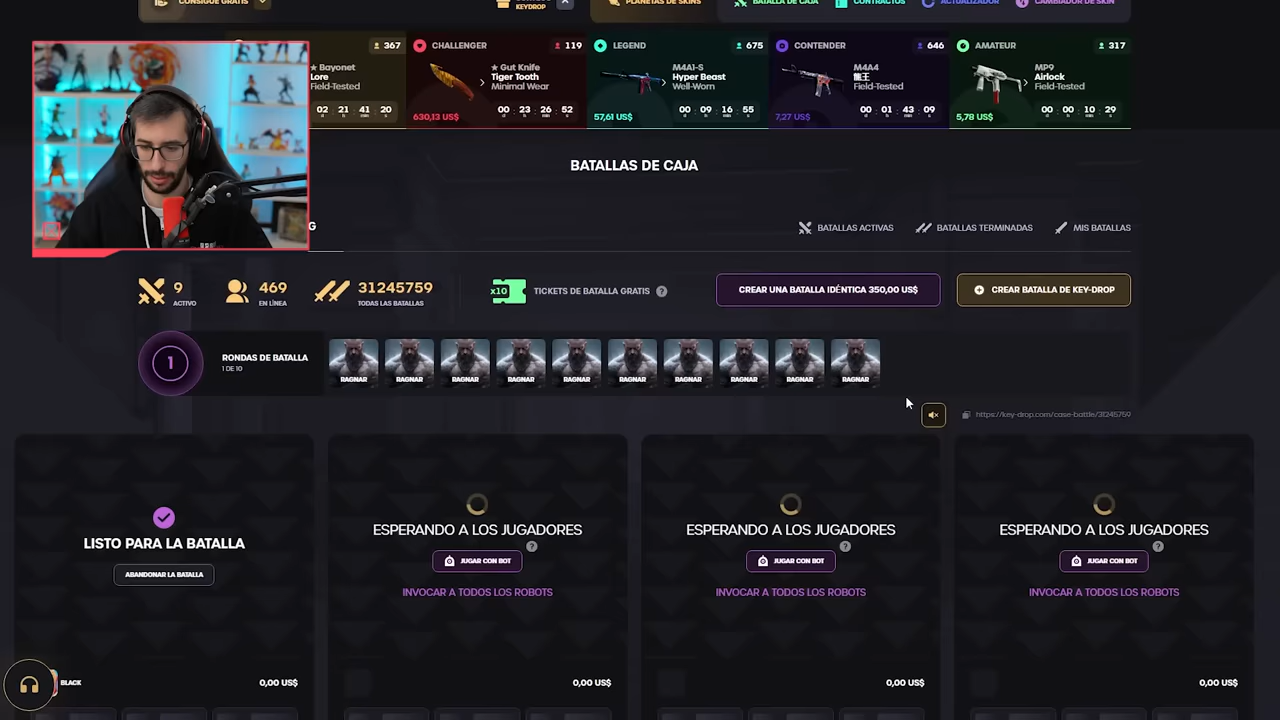 CONSIGUE GRATIS
KEYDROP
PLANETAS DE SKINS
BATALLA DE CAJA
CONTRACTOS
ACTUALIZADOR
CAMBIADOR DE SKIN
367
★ Bayonet
Lore
Field-Tested
02 21 41 20
CHALLENGER
119
★ Gut Knife
Tiger Tooth
Minimal Wear
630,13 US$
00 23 26 52
LEGEND
675
M4A1-S
Hyper Beast
Well-Worn
57,61 US$
00 09 16 55
CONTENDER
646
M4A4
龍王
Field-Tested
7,27 US$
00 01 43 09
AMATEUR
317
MP9
Airlock
Field-Tested
5,78 US$
00 00 10 29
BATALLAS DE CAJA
G
BATALLAS ACTIVAS
BATALLAS TERMINADAS
MIS BATALLAS
9
ACTIVO
469
EN LÍNEA
31245759
TODAS LAS BATALLAS
x10
TICKETS DE BATALLA GRATIS ?
CREAR UNA BATALLA IDÉNTICA 350,00 US$
CREAR BATALLA DE KEY-DROP
1
RONDAS DE BATALLA
1 DE 10
RAGNAR RAGNAR RAGNAR RAGNAR RAGNAR RAGNAR RAGNAR RAGNAR RAGNAR RAGNAR
https://key-drop.com/case-battle/31245759
LISTO PARA LA BATALLA
ABANDONAR LA BATALLA
BLACK
0,00 US$
ESPERANDO A LOS JUGADORES
?
JUGAR CON BOT
INVOCAR A TODOS LOS ROBOTS
0,00 US$
ESPERANDO A LOS JUGADORES
?
JUGAR CON BOT
INVOCAR A TODOS LOS ROBOTS
0,00 US$
ESPERANDO A LOS JUGADORES
?
JUGAR CON BOT
INVOCAR A TODOS LOS ROBOTS
0,00 US$